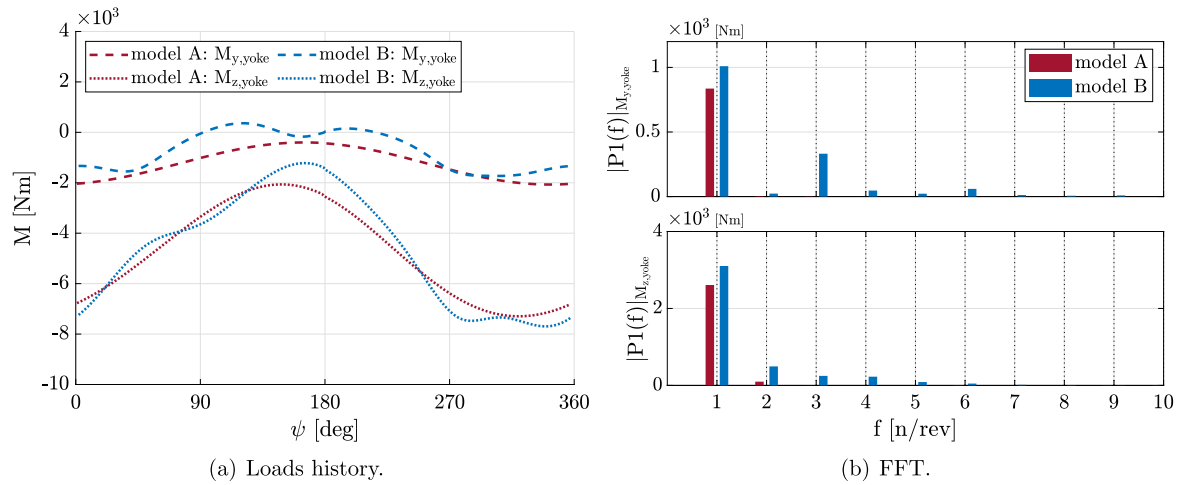 ×10³
4
2
0
-2
-4
-6
-8
-10
M [Nm]
model A: M_y,yoke
model B: M_y,yoke
model A: M_z,yoke
model B: M_z,yoke
0 90 180 270 360
ψ [deg]
(a) Loads history.
×10³ [Nm]
1
0.5
0
|P1(f)|_M_y,yoke
model A
model B
×10³ [Nm]
4
2
0
|P1(f)|_M_z,yoke
1 2 3 4 5 6 7 8 9 10
f [n/rev]
(b) FFT.